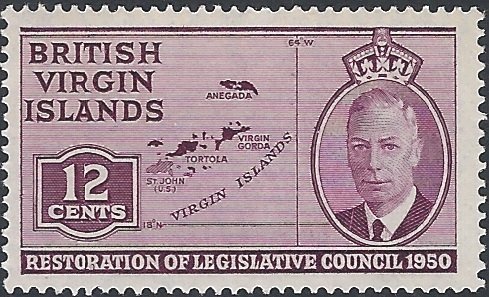 BRITISH
VIRGIN
ISLANDS
64°W
ANEGADA
VIRGIN
GORDA
TORTOLA
ST. JOHN
(U.S.)
VIRGIN ISLANDS
18°N
12
CENTS
RESTORATION OF LEGISLATIVE COUNCIL 1950